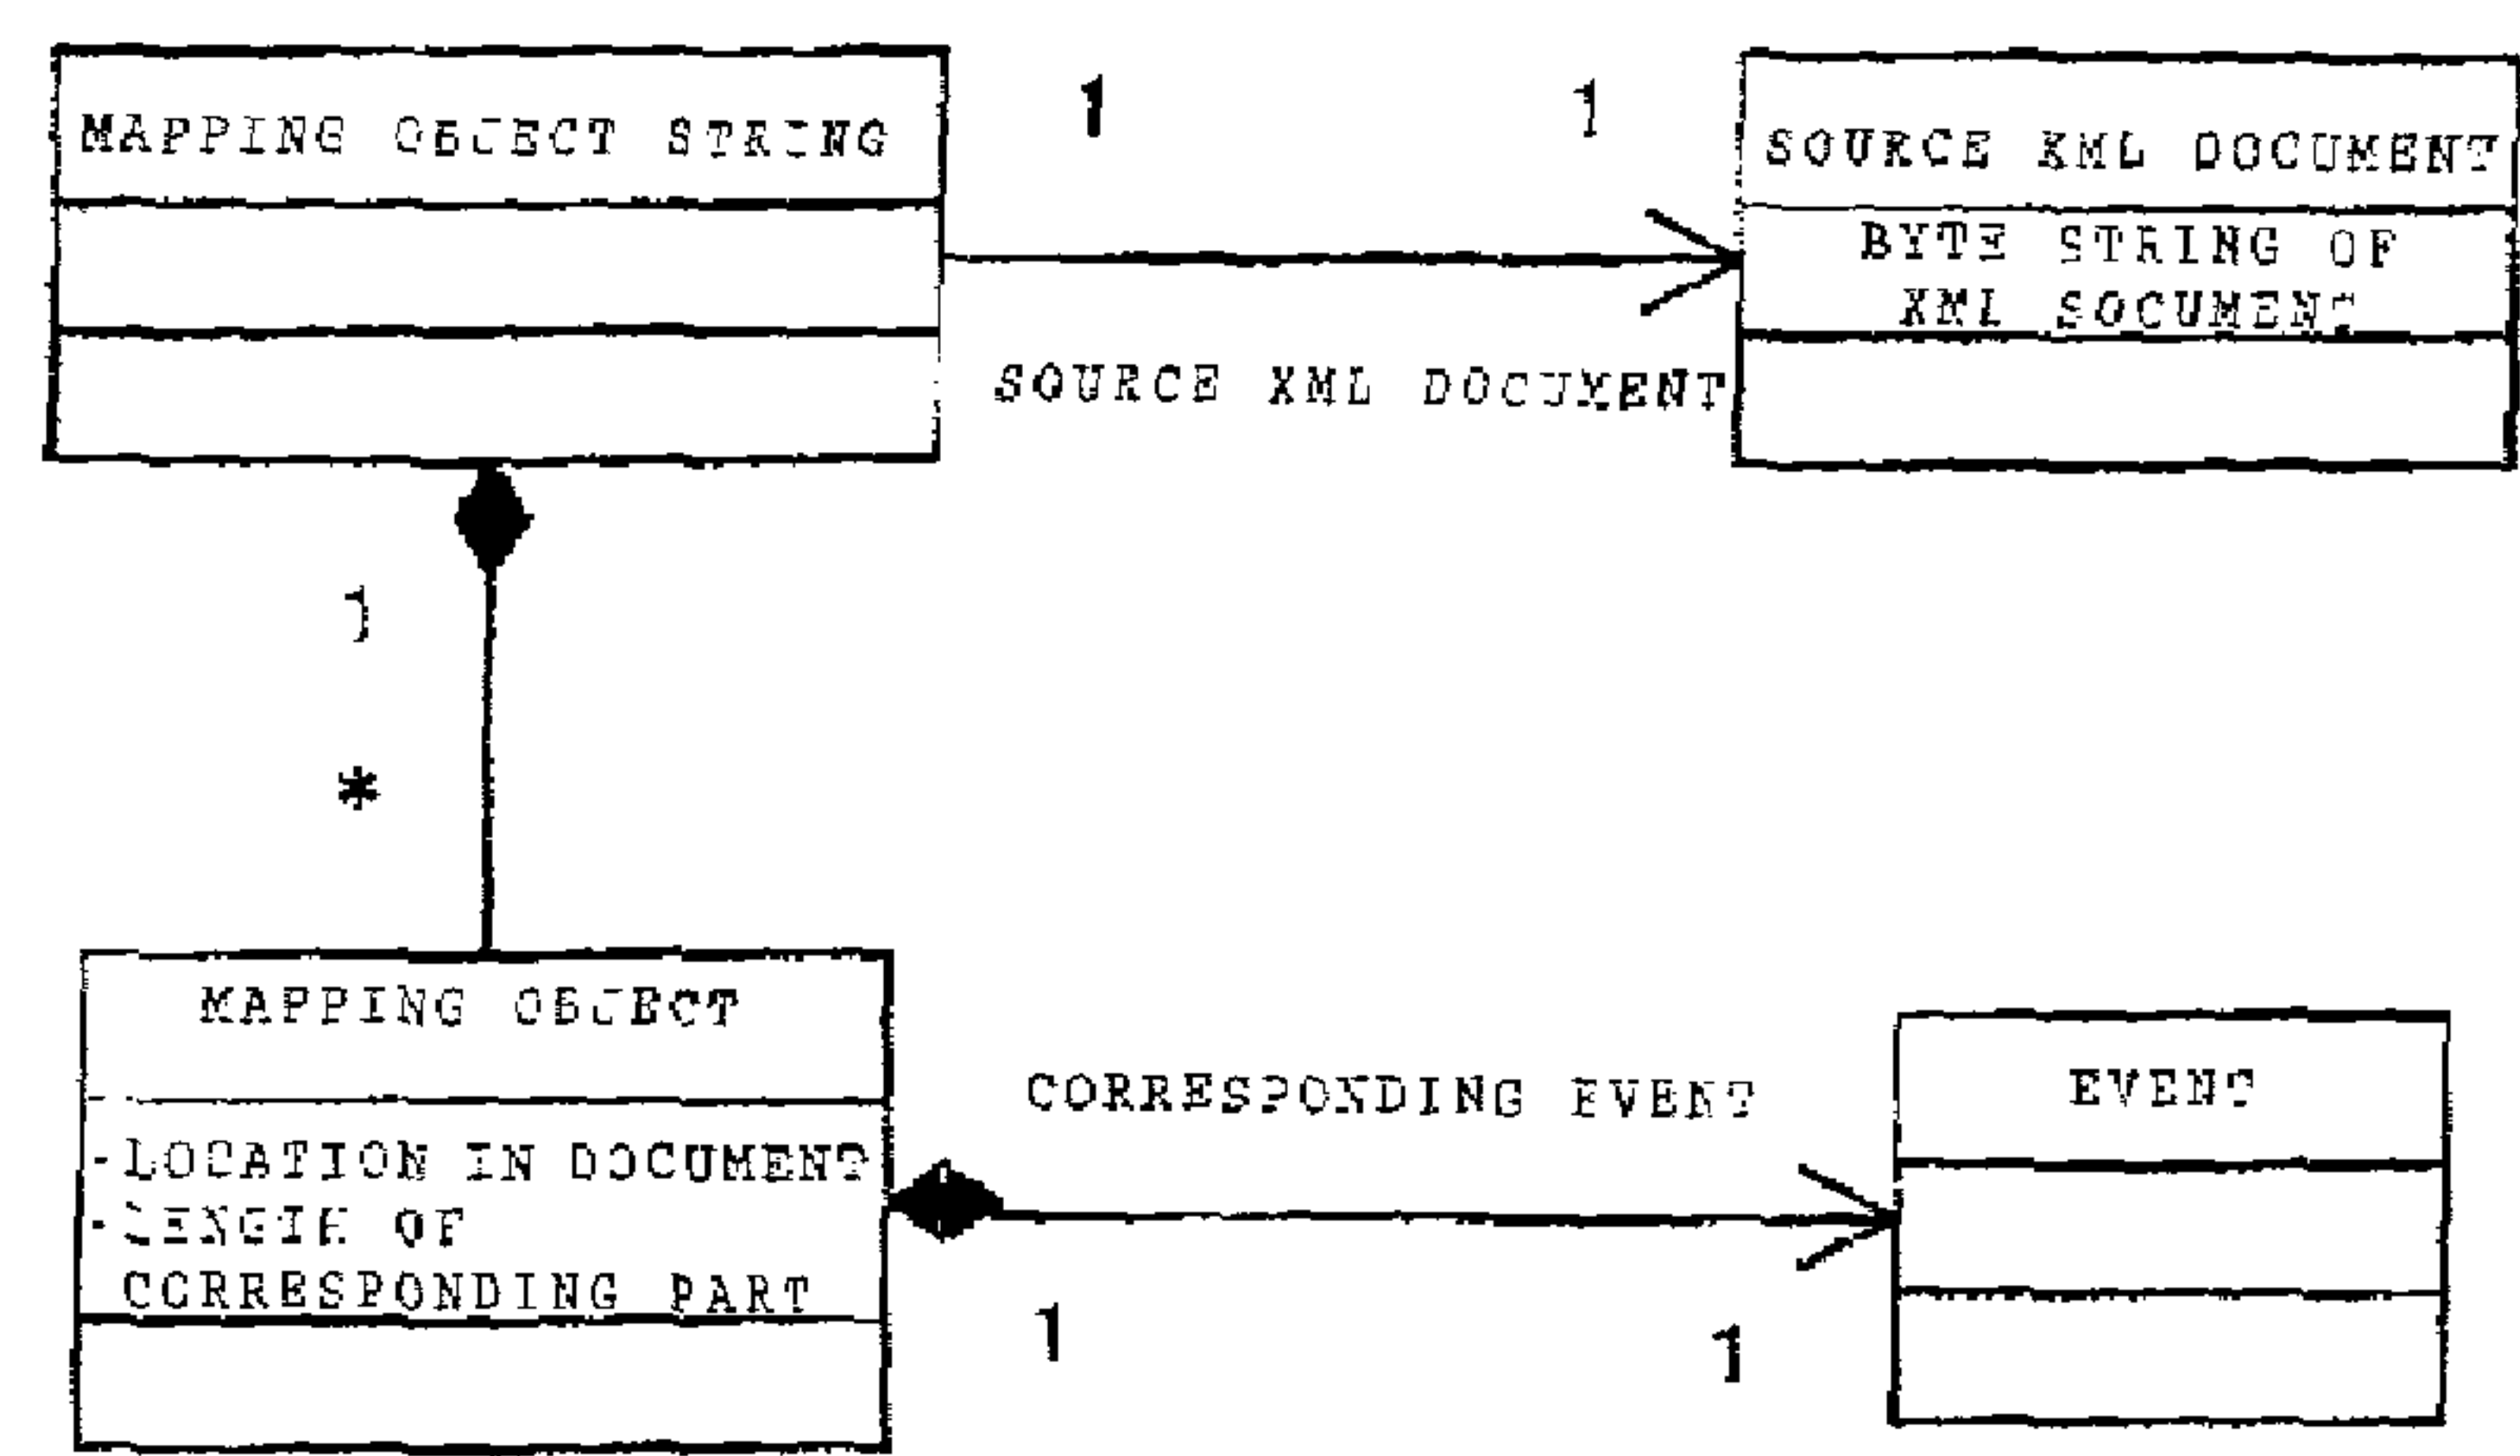 MAPPING OBJECT STRING
1
1
SOURCE XML DOCUMENT
BYTE STRING OF
XML SOCUMENT
SOURCE XML DOCUMENT
1
*
MAPPING OBJECT
-LOCATION IN DOCUMENT
-LENGTH OF
CORRESPONDING PART
CORRESPONDING EVENT
1
1
EVENT